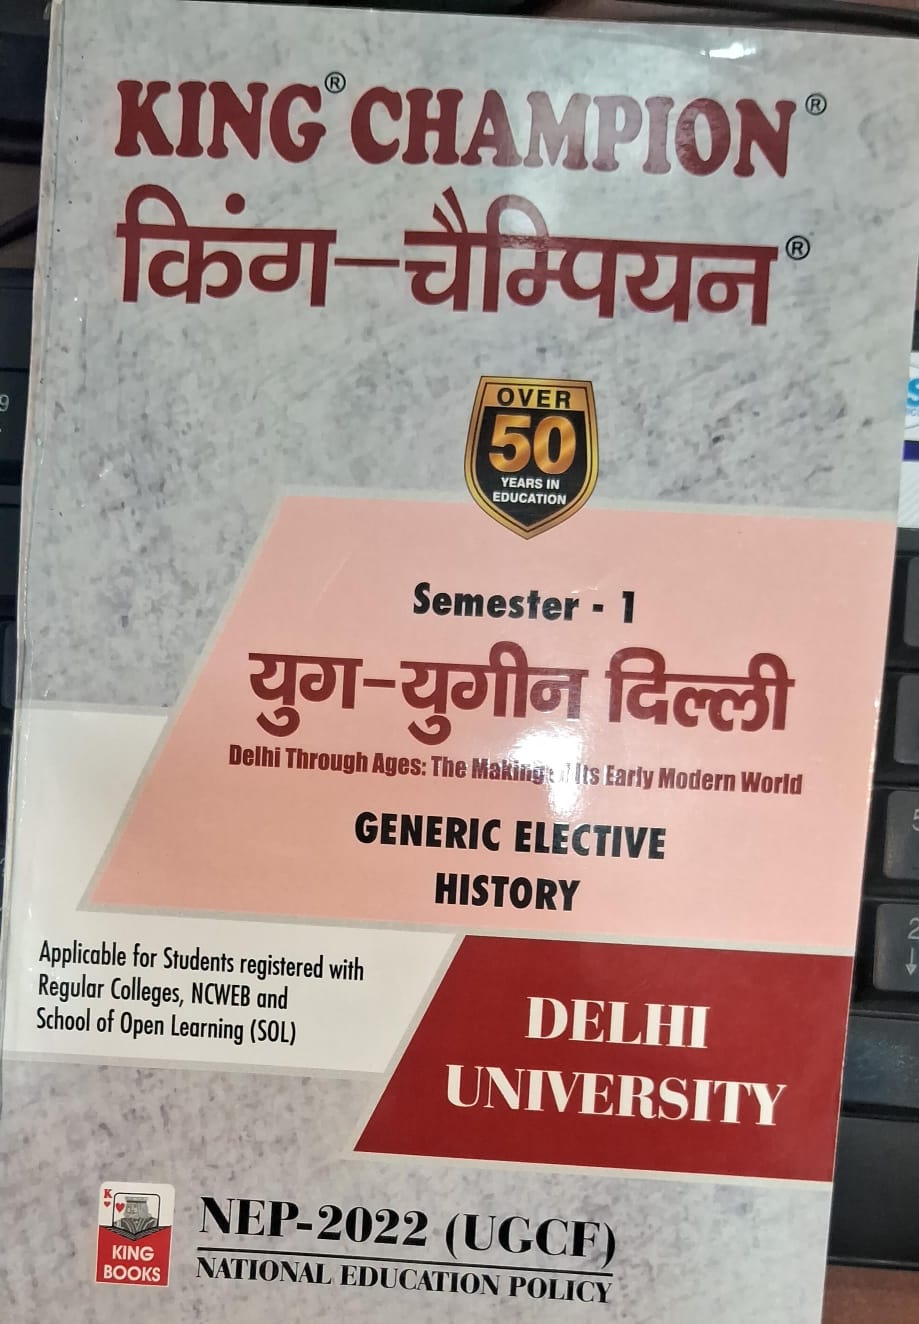 KING® CHAMPION®
किंग-चैम्पियन®
OVER
50
YEARS IN
EDUCATION
Semester - 1
युग-युगीन दिल्ली
Delhi Through Ages: The Making Its Early Modern World
GENERIC ELECTIVE
HISTORY
Applicable for Students registered with
Regular Colleges, NCWEB and
School of Open Learning (SOL)
DELHI
UNIVERSITY
K
KING
BOOKS
NEP-2022 (UGCF)
NATIONAL EDUCATION POLICY